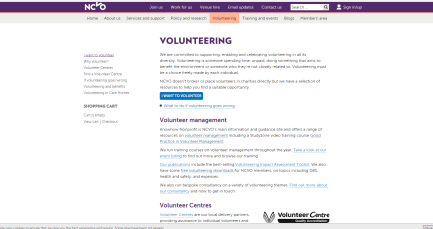 NCVO
Join us Work for us Venue hire Email updates Contact us Search ... Sign in/up
Home About us Services and support Policy and research Volunteering Training and events Blogs Members area
VOLUNTEERING
I want to volunteer
Why volunteer?
Volunteer Centres
Find a Volunteer Centre
If volunteering goes wrong
Volunteering and benefits
Volunteering in Care Homes
SHOPPING CART
Cart is empty
View cart | Checkout
We are committed to supporting, enabling and celebrating volunteering in all its
diversity. Volunteering is someone spending time, unpaid, doing something that aims to
benefit the environment or someone who they're not closely related to. Volunteering must
be a choice freely made by each individual.
NCVO doesn't broker or place volunteers in charities directly but we have a selection of
resources to help you find a suitable opportunity.
I WANT TO VOLUNTEER
What to do if volunteering goes wrong
Volunteer management
Knowhow Nonprofit is NCVO's main information and guidance site and offers a range of
resources on volunteer management including a Studyzone video training course Good
Practice in Volunteer Management.
We run training courses on volunteer management throughout the year. Take a look at our
event listing to find out more and browse our training.
Our publications include the best-selling Volunteering Impact Assessment Toolkit. We also
have some free volunteering downloads for NCVO members, on topics including DBS,
health and safety, and expenses.
We also run bespoke consultancy on a variety of volunteering themes. Find out more about
our consultancy and how to get in touch.
Volunteer Centres
Volunteer Centres are our local delivery partners,
providing assistance to individual volunteers and
Volunteer Centre
Quality Accreditation